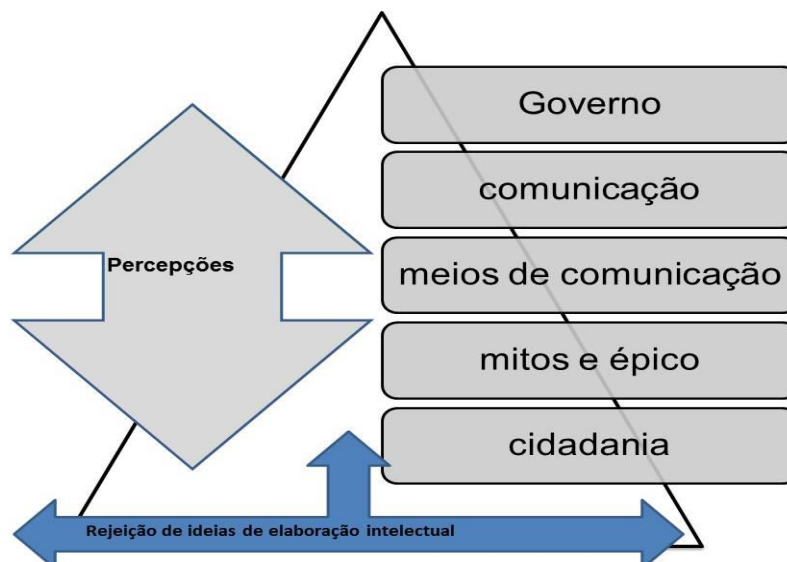 Governo
comunicação
Percepções
meios de comunicação
mitos e épico
cidadania
Rejeição de ideias de elaboração intelectual